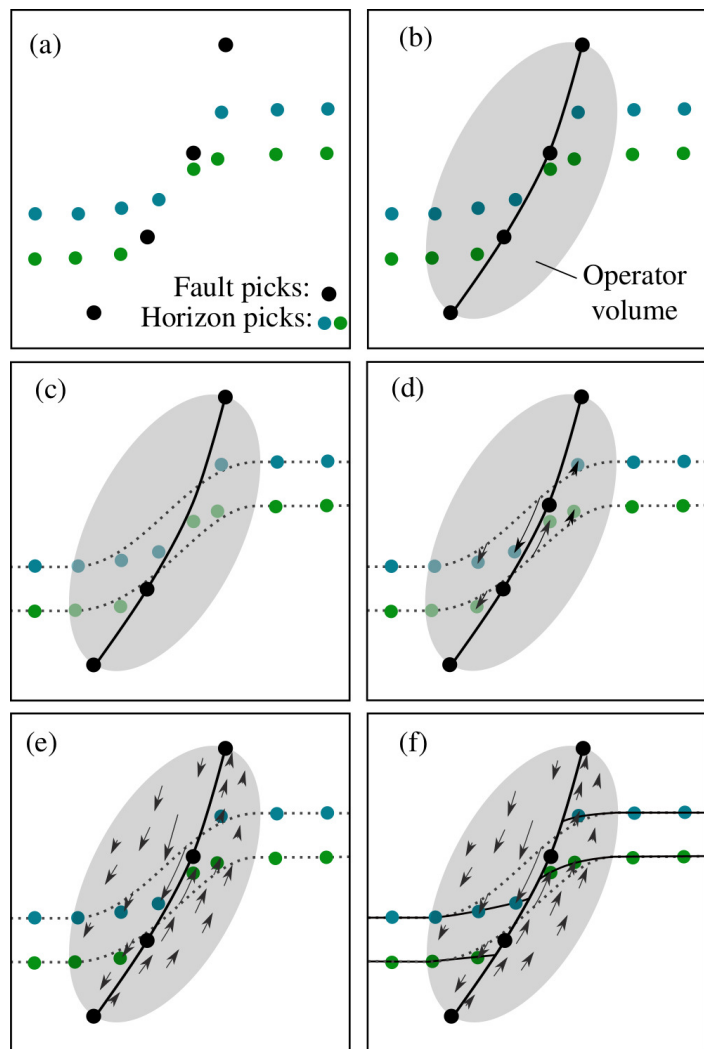 (a)
Fault picks:
Horizon picks:
(b)
Operator
volume
(c)
(d)
(e)
(f)